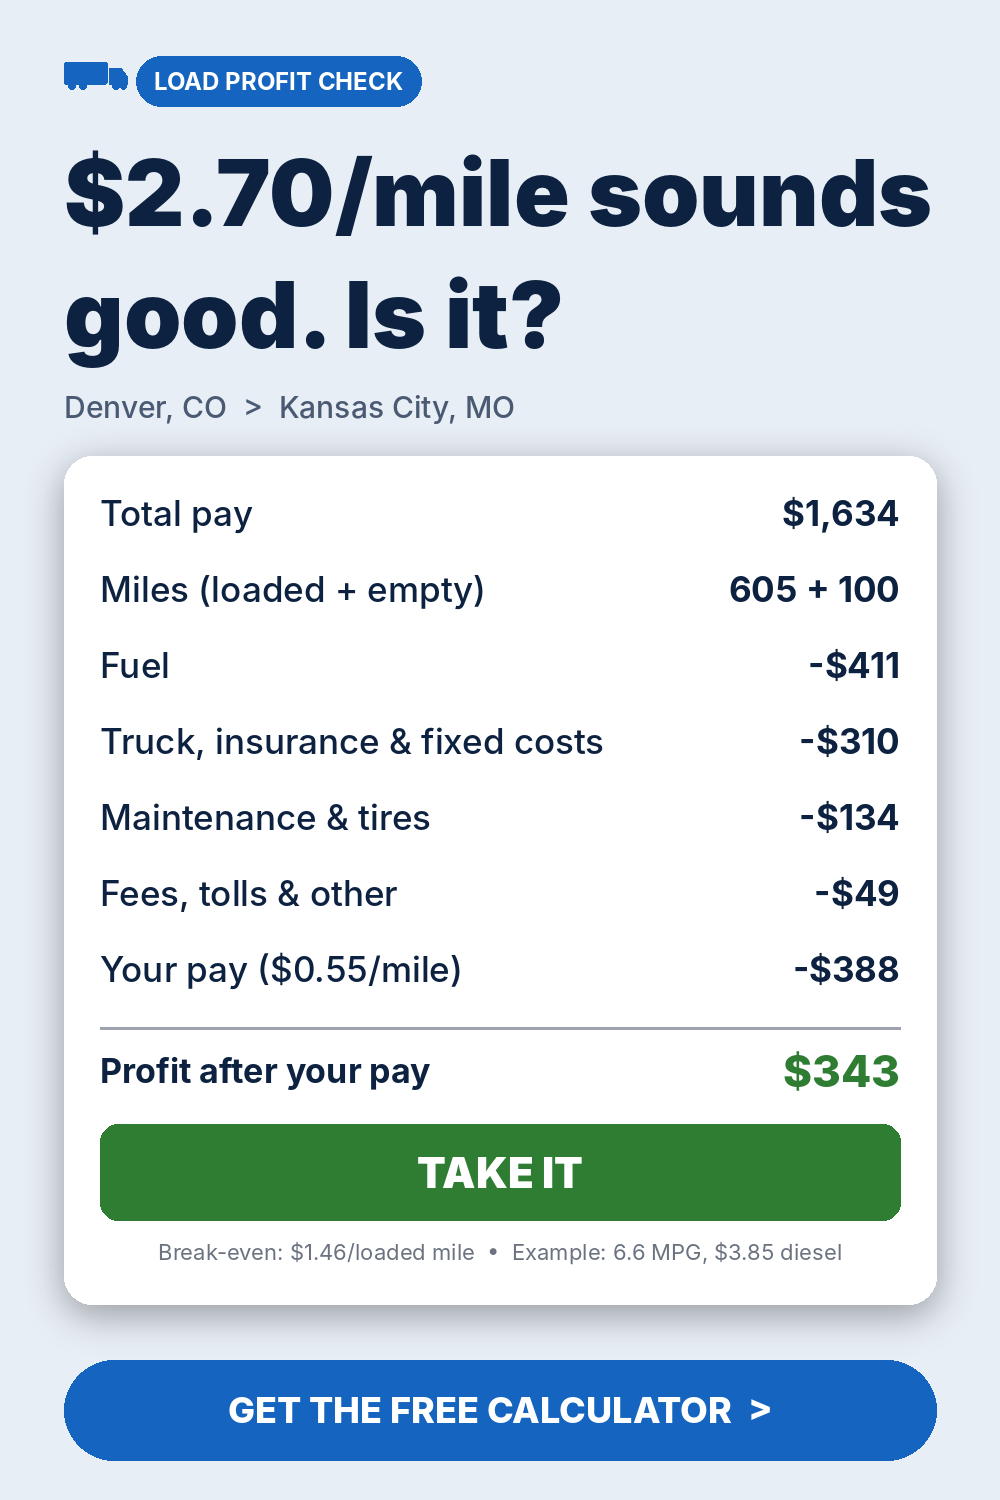 LOAD PROFIT CHECK
$2.70/mile sounds
good. Is it?
Denver, CO > Kansas City, MO
Total pay $1,634
Miles (loaded + empty) 605 + 100
Fuel -$411
Truck, insurance & fixed costs -$310
Maintenance & tires -$134
Fees, tolls & other -$49
Your pay ($0.55/mile) -$388
Profit after your pay $343
TAKE IT
Break-even: $1.46/loaded mile • Example: 6.6 MPG, $3.85 diesel
GET THE FREE CALCULATOR >